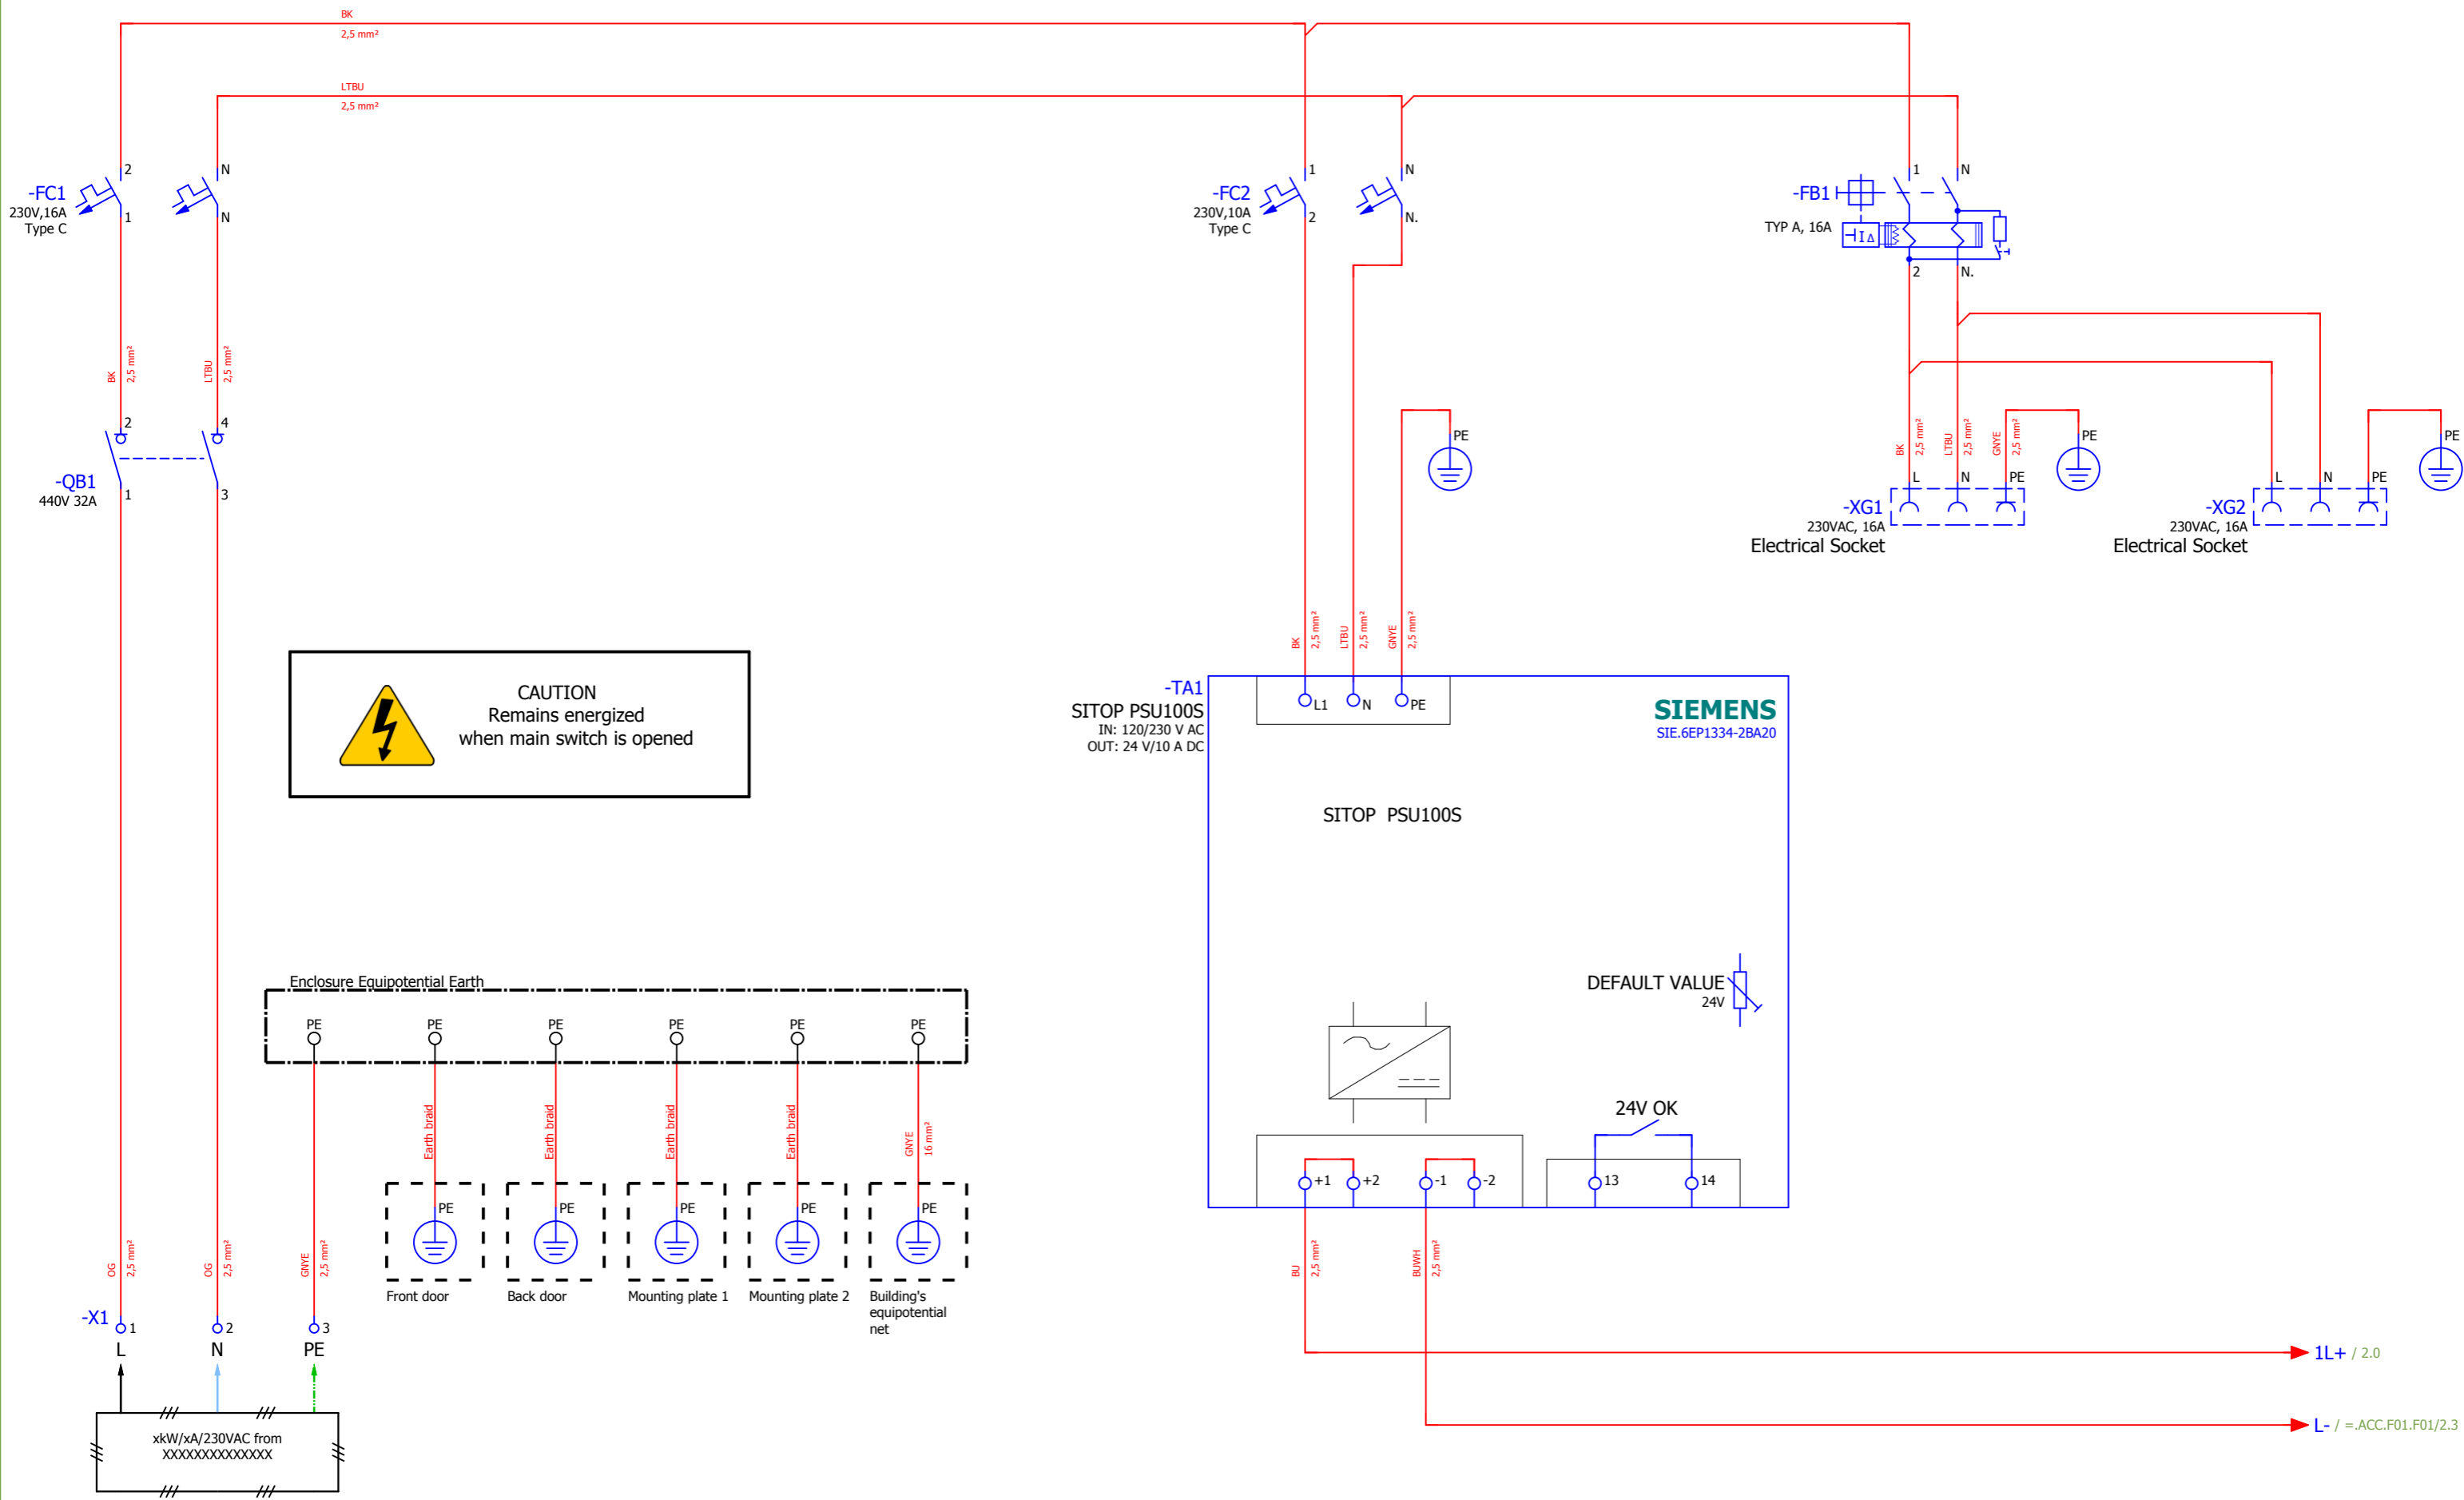 BK
2,5 mm²
LTBU
2,5 mm²
-FC1
230V,16A
Type C
2
1
N
N
-FC2
230V,10A
Type C
1
2
N
N.
-FB1
TYP A, 16A
1
N
I Δ
2
N.
BK
2,5 mm²
LTBU
2,5 mm²
-QB1
440V 32A
2
1
4
3
PE
BK
2,5 mm²
LTBU
2,5 mm²
GNYE
2,5 mm²
PE
L
N
PE
-XG1
230VAC, 16A
Electrical Socket
PE
L
N
PE
-XG2
230VAC, 16A
Electrical Socket
BK
2,5 mm²
LTBU
2,5 mm²
GNYE
2,5 mm²
CAUTION
Remains energized
when main switch is opened
-TA1
SITOP PSU100S
IN: 120/230 V AC
OUT: 24 V/10 A DC
L1
N
PE
SIEMENS
SIE.6EP1334-2BA20
SITOP PSU100S
DEFAULT VALUE
24V
24V OK
+1
+2
-1
-2
13
14
Enclosure Equipotential Earth
PE
PE
PE
PE
PE
PE
Earth braid
Earth braid
Earth braid
Earth braid
GNYE
16 mm²
PE
PE
PE
PE
PE
Front door
Back door
Mounting plate 1
Mounting plate 2
Building's
equipotential
net
OG
2,5 mm²
OG
2,5 mm²
GNYE
2,5 mm²
BU
2,5 mm²
BUWH
2,5 mm²
-X1
1
2
3
L
N
PE
xkW/xA/230VAC from
XXXXXXXXXXXXXX
1L+ / 2.0
L- / =.ACC.F01.F01/2.3